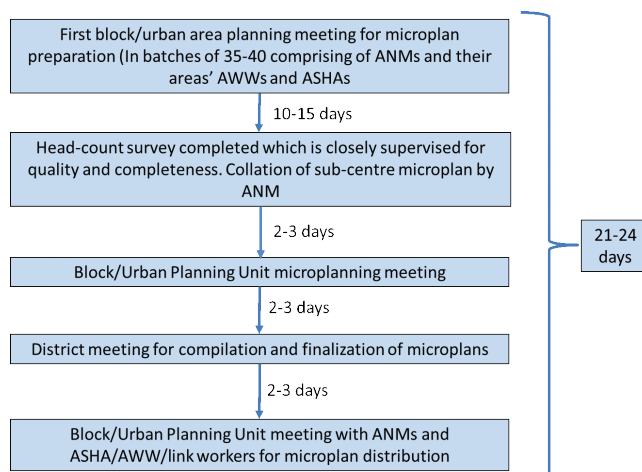 First block/urban area planning meeting for microplan
preparation (In batches of 35-40 comprising of ANMs and their
areas’ AWWs and ASHAs
10-15 days
Head-count survey completed which is closely supervised for
quality and completeness. Collation of sub-centre microplan by
ANM
2-3 days
21-24
days
Block/Urban Planning Unit microplanning meeting
2-3 days
District meeting for compilation and finalization of microplans
2-3 days
Block/Urban Planning Unit meeting with ANMs and
ASHA/AWW/link workers for microplan distribution